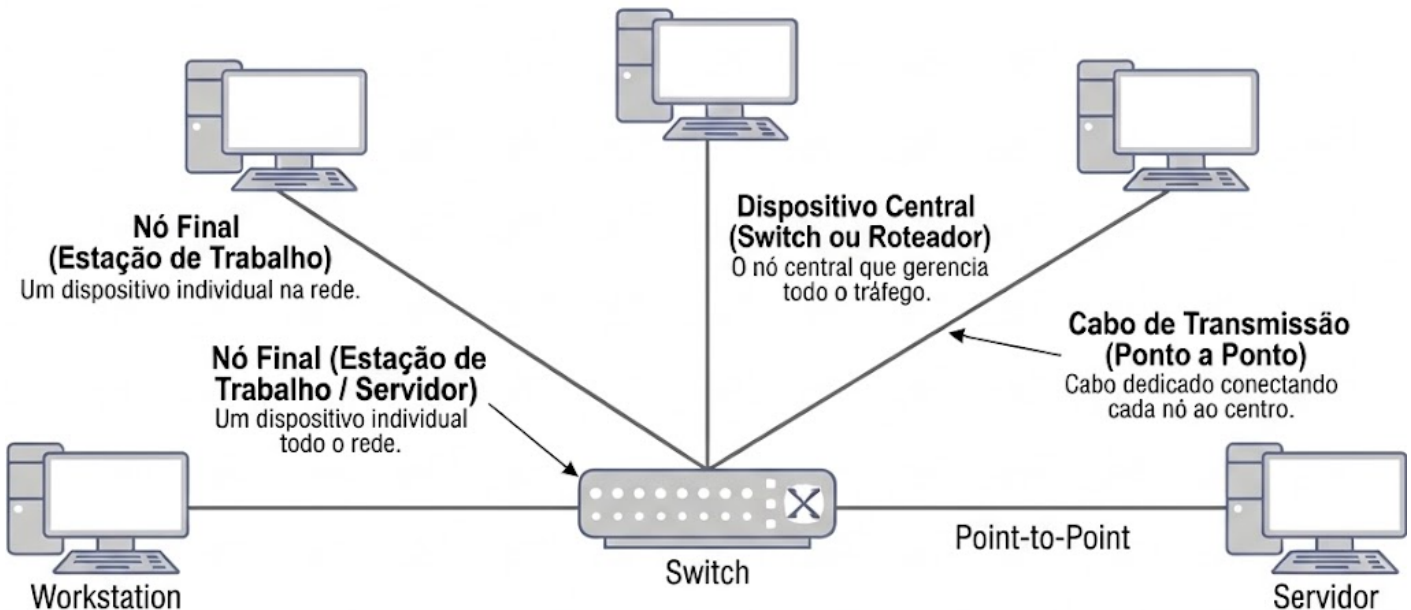 Nó Final
(Estação de Trabalho)
Um dispositivo individual na rede.
Dispositivo Central
(Switch ou Roteador)
O nó central que gerencia
todo o tráfego.
Cabo de Transmissão
(Ponto a Ponto)
Cabo dedicado conectando
cada nó ao centro.
Nó Final (Estação de
Trabalho / Servidor)
Um dispositivo individual
todo o rede.
Point-to-Point
Switch
Workstation
Servidor